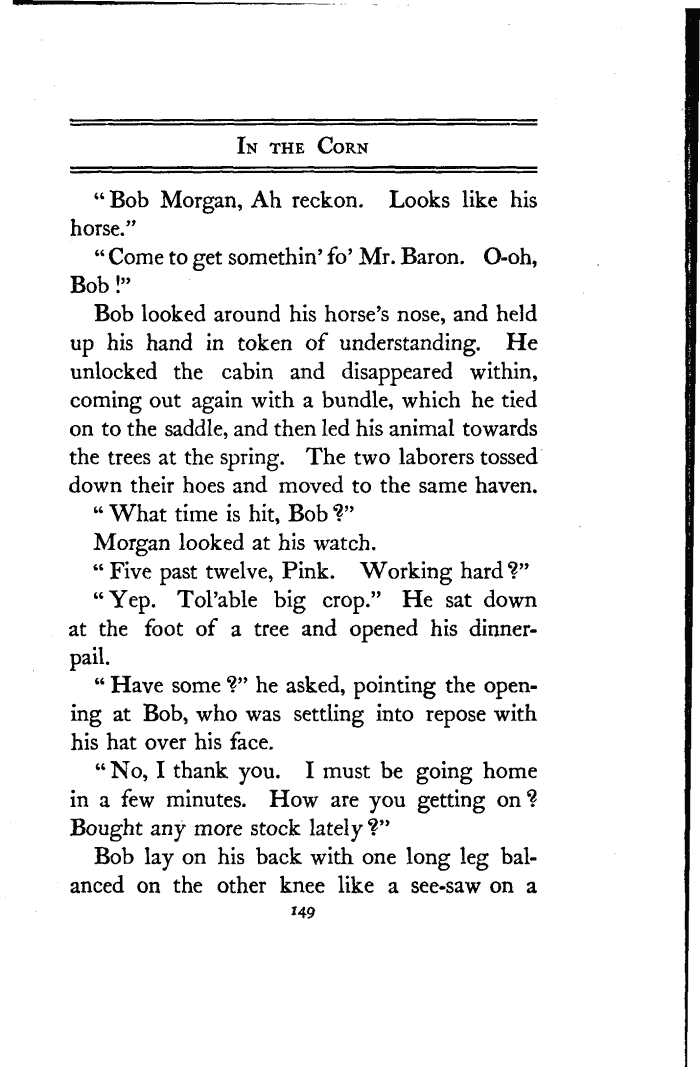 In the Corn
“Bob Morgan, Ah reckon. Looks like his
horse.”
“Come to get somethin’ fo’ Mr. Baron. O-oh,
Bob!”
Bob looked around his horse’s nose, and held
up his hand in token of understanding. He
unlocked the cabin and disappeared within,
coming out again with a bundle, which he tied
on to the saddle, and then led his animal towards
the trees at the spring. The two laborers tossed
down their hoes and moved to the same haven.
“What time is hit, Bob?”
Morgan looked at his watch.
“Five past twelve, Pink. Working hard?”
“Yep. Tol’able big crop.” He sat down
at the foot of a tree and opened his dinner-
pail.
“Have some?” he asked, pointing the open-
ing at Bob, who was settling into repose with
his hat over his face.
“No, I thank you. I must be going home
in a few minutes. How are you getting on?
Bought any more stock lately?”
Bob lay on his back with one long leg bal-
anced on the other knee like a see-saw on a
149